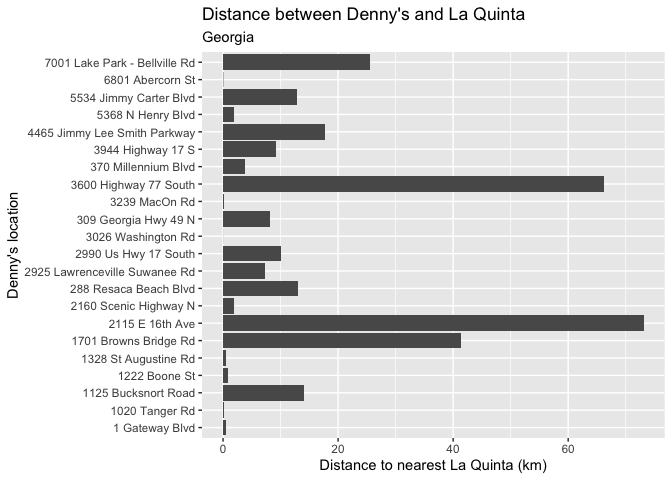 Distance between Denny's and La Quinta
Georgia
Denny's location
7001 Lake Park - Bellville Rd
6801 Abercorn St
5534 Jimmy Carter Blvd
5368 N Henry Blvd
4465 Jimmy Lee Smith Parkway
3944 Highway 17 S
370 Millennium Blvd
3600 Highway 77 South
3239 MacOn Rd
309 Georgia Hwy 49 N
3026 Washington Rd
2990 Us Hwy 17 South
2925 Lawrenceville Suwanee Rd
288 Resaca Beach Blvd
2160 Scenic Highway N
2115 E 16th Ave
1701 Browns Bridge Rd
1328 St Augustine Rd
1222 Boone St
1125 Bucksnort Road
1020 Tanger Rd
1 Gateway Blvd
0 20 40 60
Distance to nearest La Quinta (km)